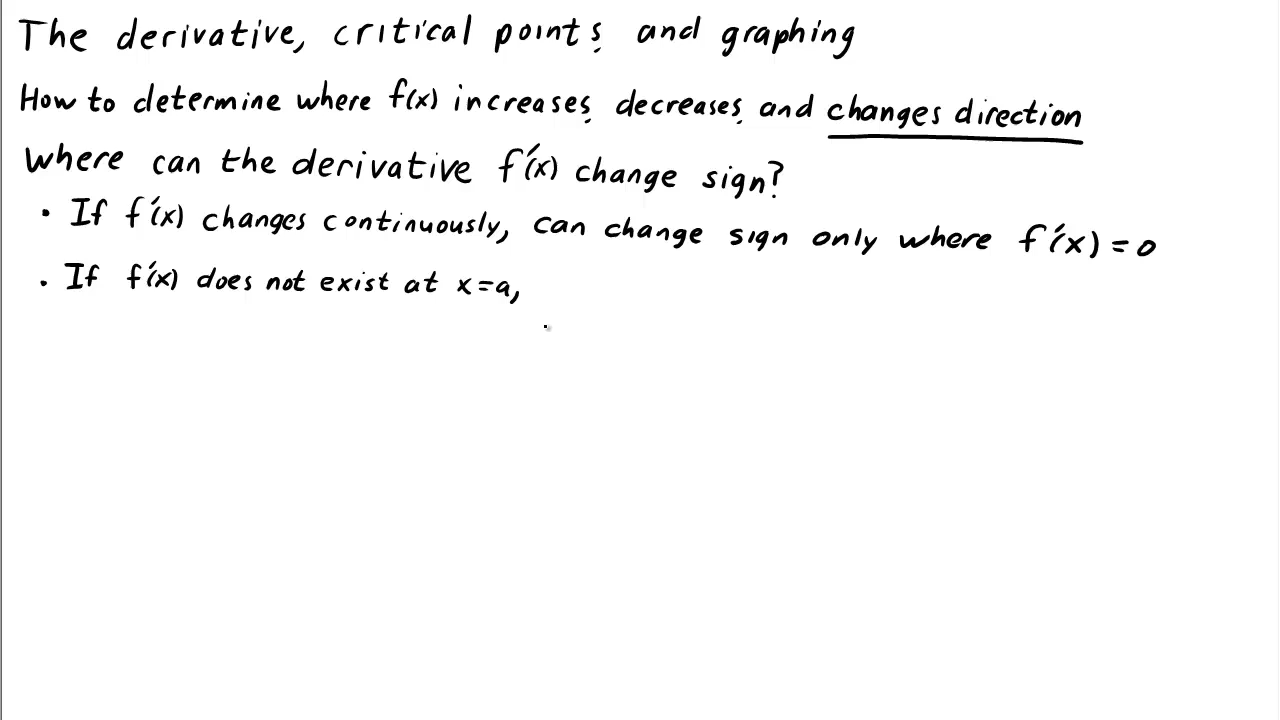 The derivative, critical points, and graphing
How to determine where f(x) increases, decreases, and changes direction
Where can the derivative f′(x) change sign?
• If f′(x) changes continuously, can change sign only where f′(x) = 0
• If f′(x) does not exist at x=a,